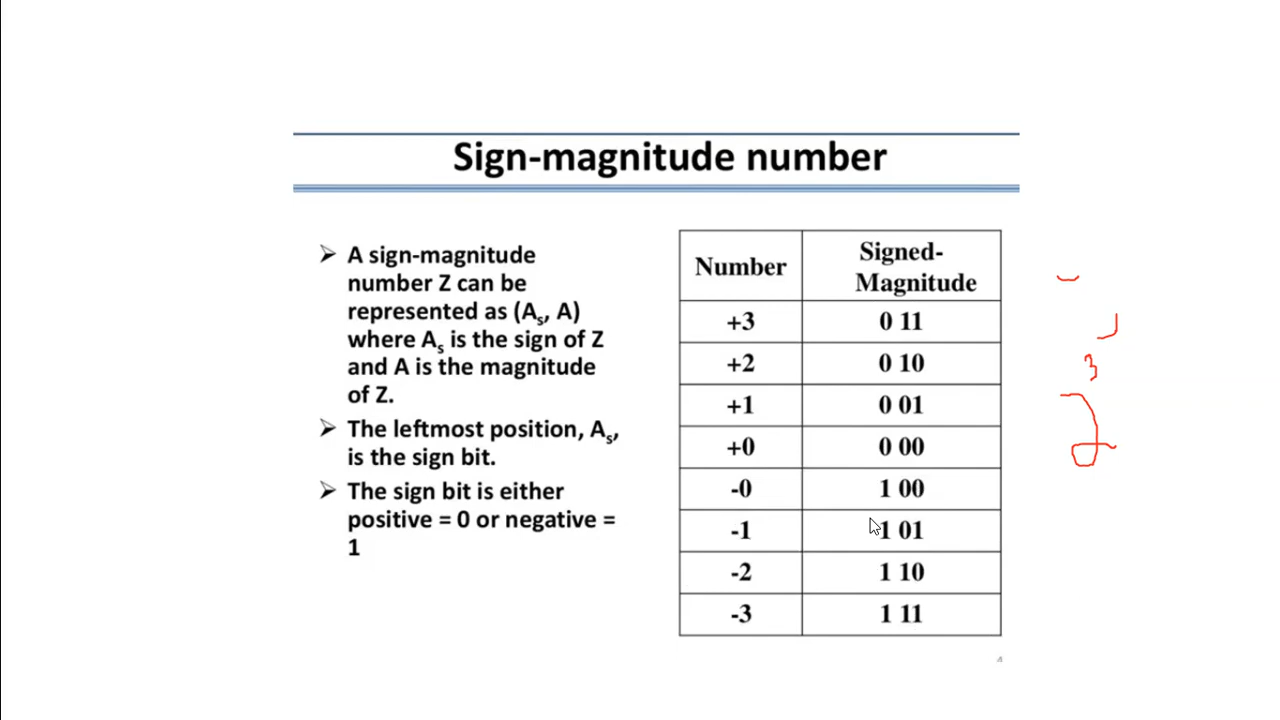 Sign-magnitude number
➢ A sign-magnitude
number Z can be
represented as (As, A)
where As is the sign of Z
and A is the magnitude
of Z.
➢ The leftmost position, As,
is the sign bit.
➢ The sign bit is either
positive = 0 or negative =
1
Number Signed-
Magnitude
+3 0 11
+2 0 10
+1 0 01
+0 0 00
-0 1 00
-1 1 01
-2 1 10
-3 1 11
3
4